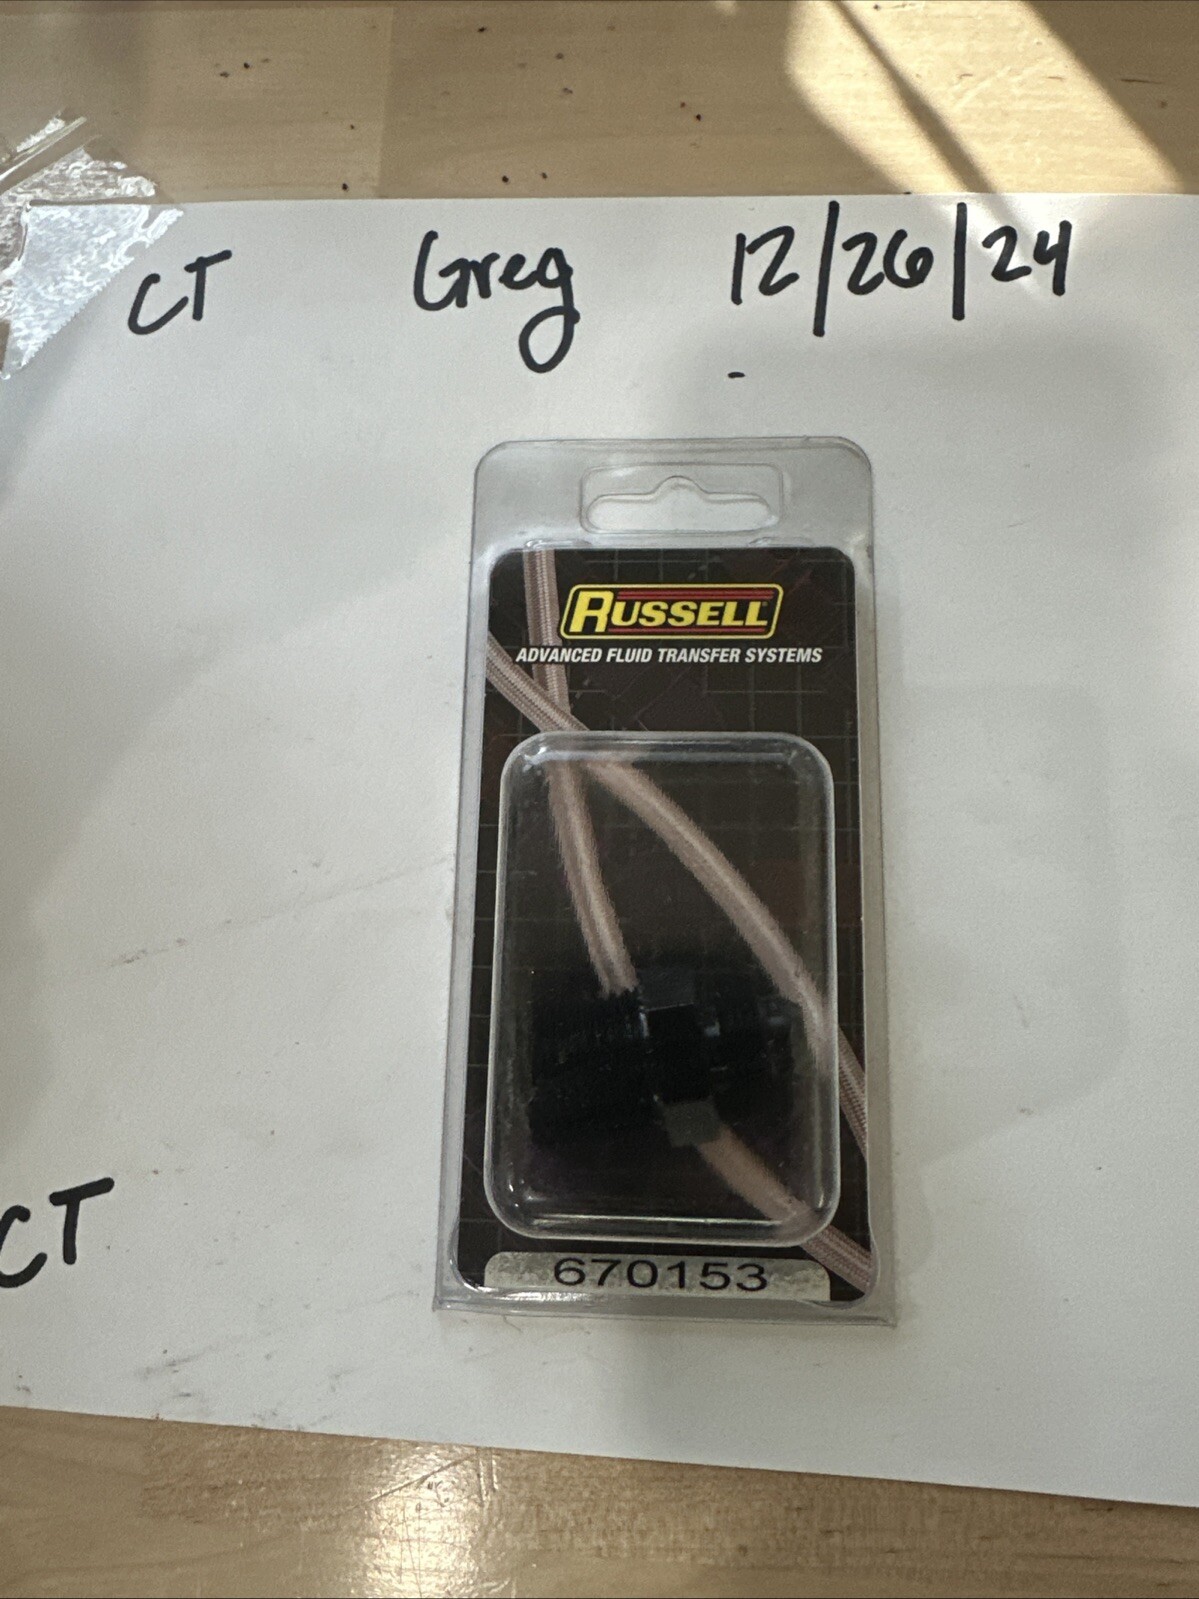 CT Greg 12/26/24
RUSSELL
ADVANCED FLUID TRANSFER SYSTEMS
CT
670153